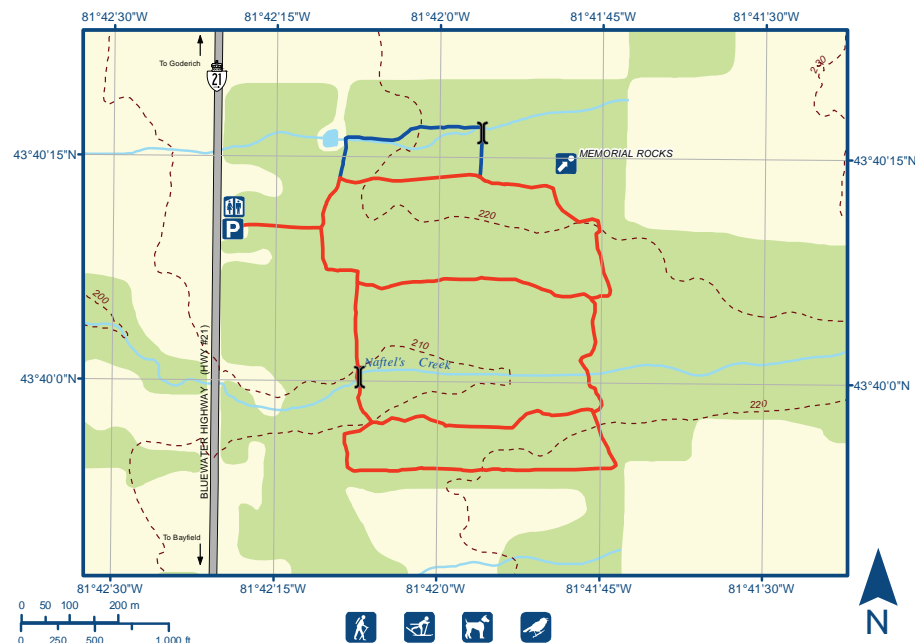 81°42'30"W 81°42'15"W 81°42'0"W 81°41'45"W 81°41'30"W
To Goderich
21
230
43°40'15"N
MEMORIAL ROCKS
43°40'15"N
220
P
200
210
Naftel's Creek
43°40'0"N
43°40'0"N
220
BLUEWATER HIGHWAY (HWY #21)
To Bayfield
81°42'30"W 81°42'15"W 81°42'0"W 81°41'45"W 81°41'30"W
0 50 100 200 m
0 250 500 1,000 ft
N